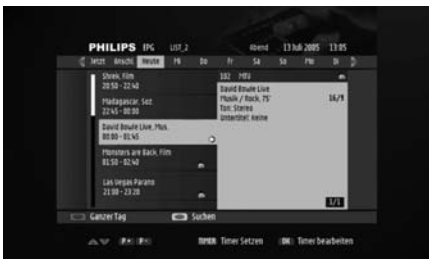 PHILIPS EPG LIST_2 Abend 13 Juli 2005 13:05
Jetzt Anschl. Heute Mi Do Fr Sa So Mo Di
Shrek, Film
20:50 - 22:40
Madagascar, Soz.
22:45 - 00:00
David Bowie Live, Mus.
00:00 - 01:45
Monsters are Back, Film
01:50 - 02:40
Las Vegas Parano
21:00 - 23:20
102 MTV
David Bowie Live
Musik / Rock, 75'
16/9
Ton: Stereo
Untertitel: Keine
1/1
Ganzer Tag Suchen
P+ P- TIMER Timer Setzen OK Timer bearbeiten